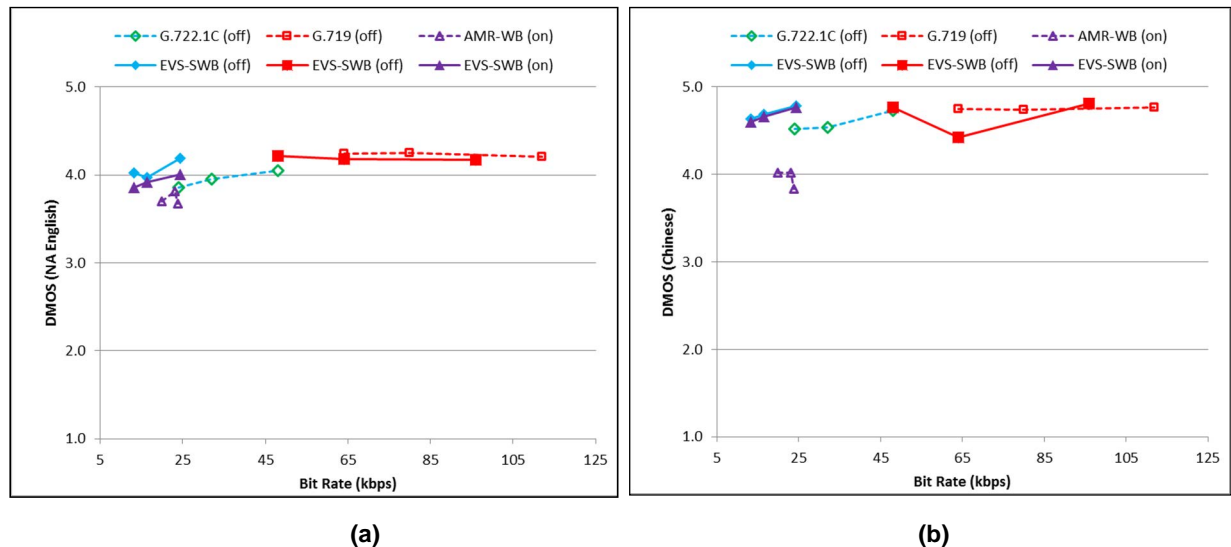 G.722.1C (off) G.719 (off) AMR-WB (on)
EVS-SWB (off) EVS-SWB (off) EVS-SWB (on)
5.0
4.0
3.0
2.0
1.0
DMOS (NA English)
5 25 45 65 85 105 125
Bit Rate (kbps)
(a)
G.722.1C (off) G.719 (off) AMR-WB (on)
EVS-SWB (off) EVS-SWB (off) EVS-SWB (on)
5.0
4.0
3.0
2.0
1.0
DMOS (Chinese)
5 25 45 65 85 105 125
Bit Rate (kbps)
(b)